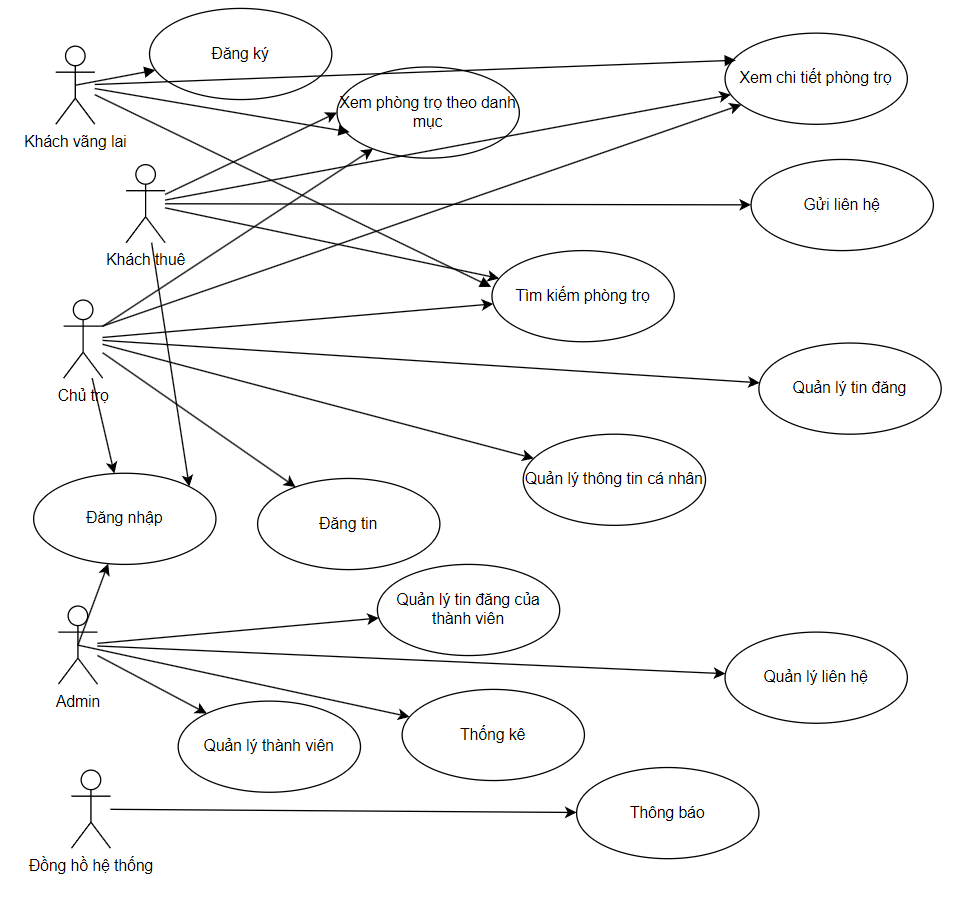 Đăng ký
Xem chi tiết phòng trọ
Xem phòng trọ theo danh
mục
Khách vãng lai
Gửi liên hệ
Khách thuê
Tìm kiếm phòng trọ
Quản lý tin đăng
Chủ trọ
Quản lý thông tin cá nhân
Đăng nhập
Đăng tin
Quản lý tin đăng của
thành viên
Quản lý liên hệ
Admin
Thống kê
Quản lý thành viên
Thông báo
Đồng hồ hệ thống